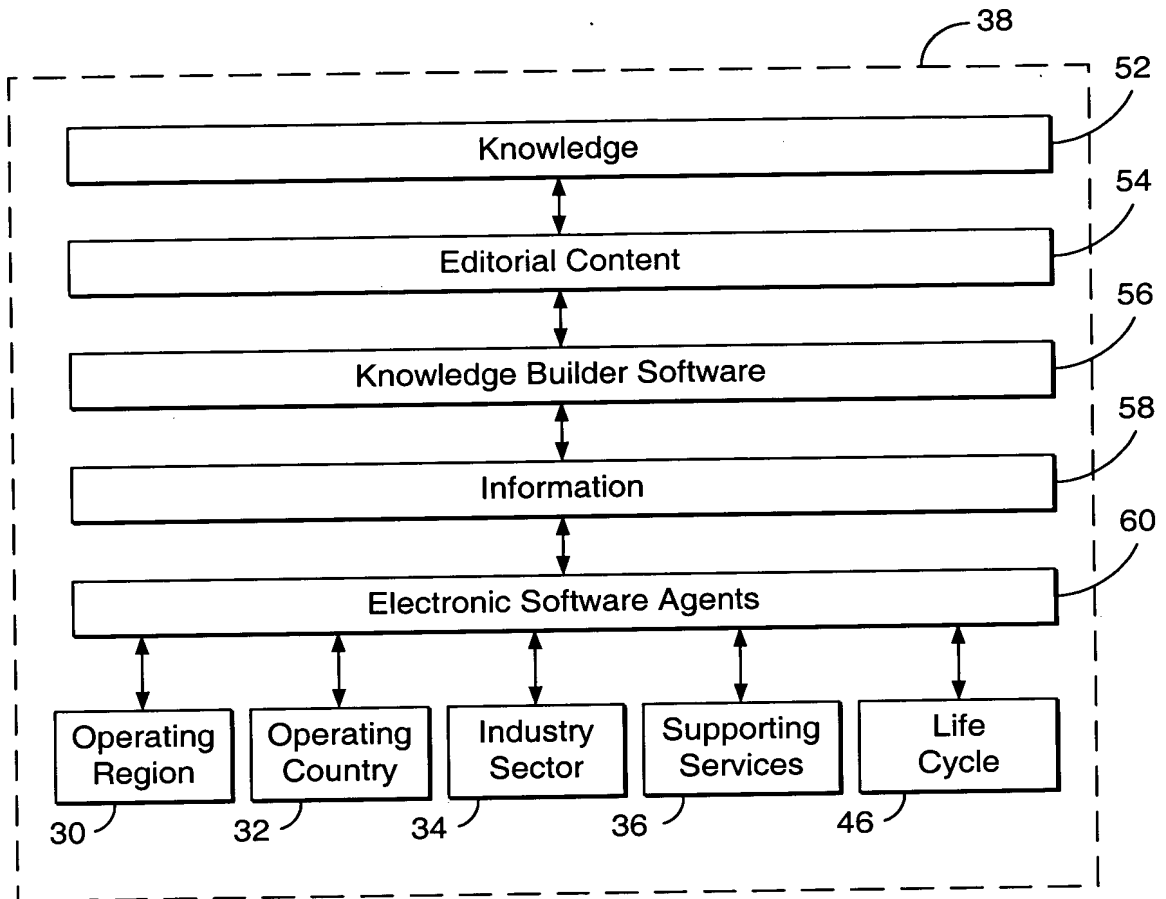 38
52
Knowledge
54
Editorial Content
56
Knowledge Builder Software
58
Information
60
Electronic Software Agents
Operating
Region
Operating
Country
Industry
Sector
Supporting
Services
Life
Cycle
30
32
34
36
46